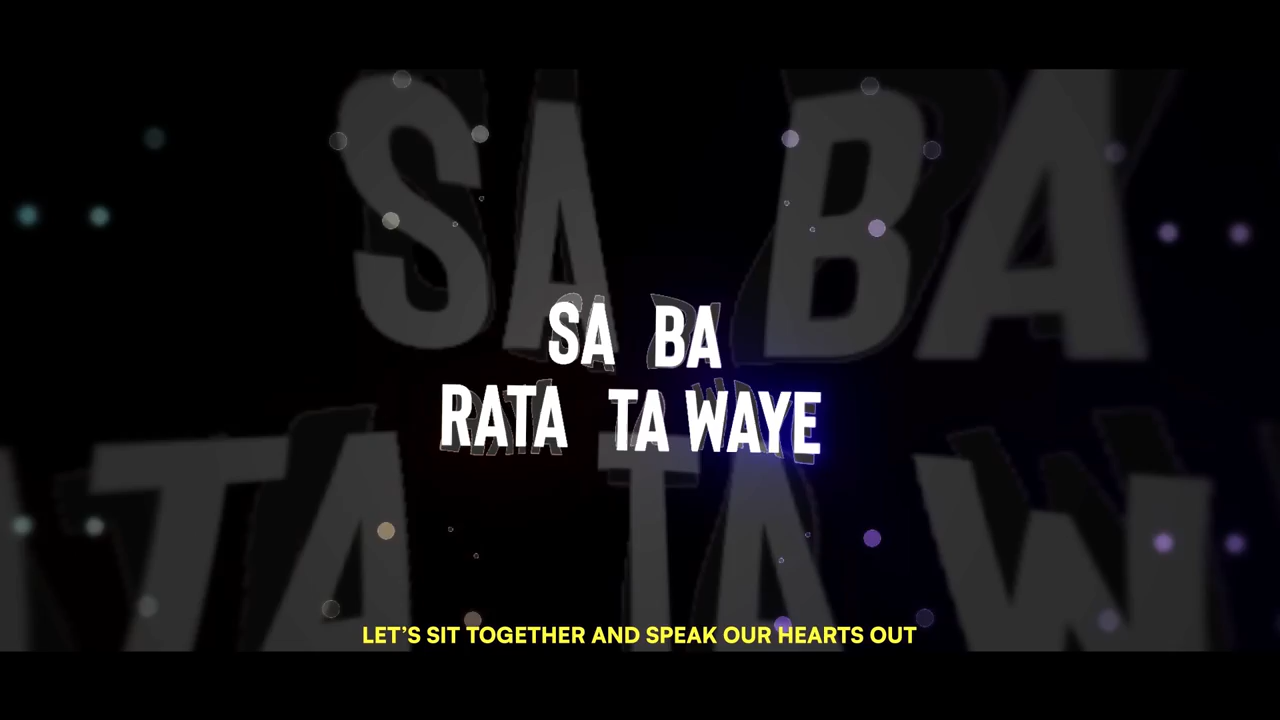 SA BA
RATA TA WAYE
LET’S SIT TOGETHER AND SPEAK OUR HEARTS OUT